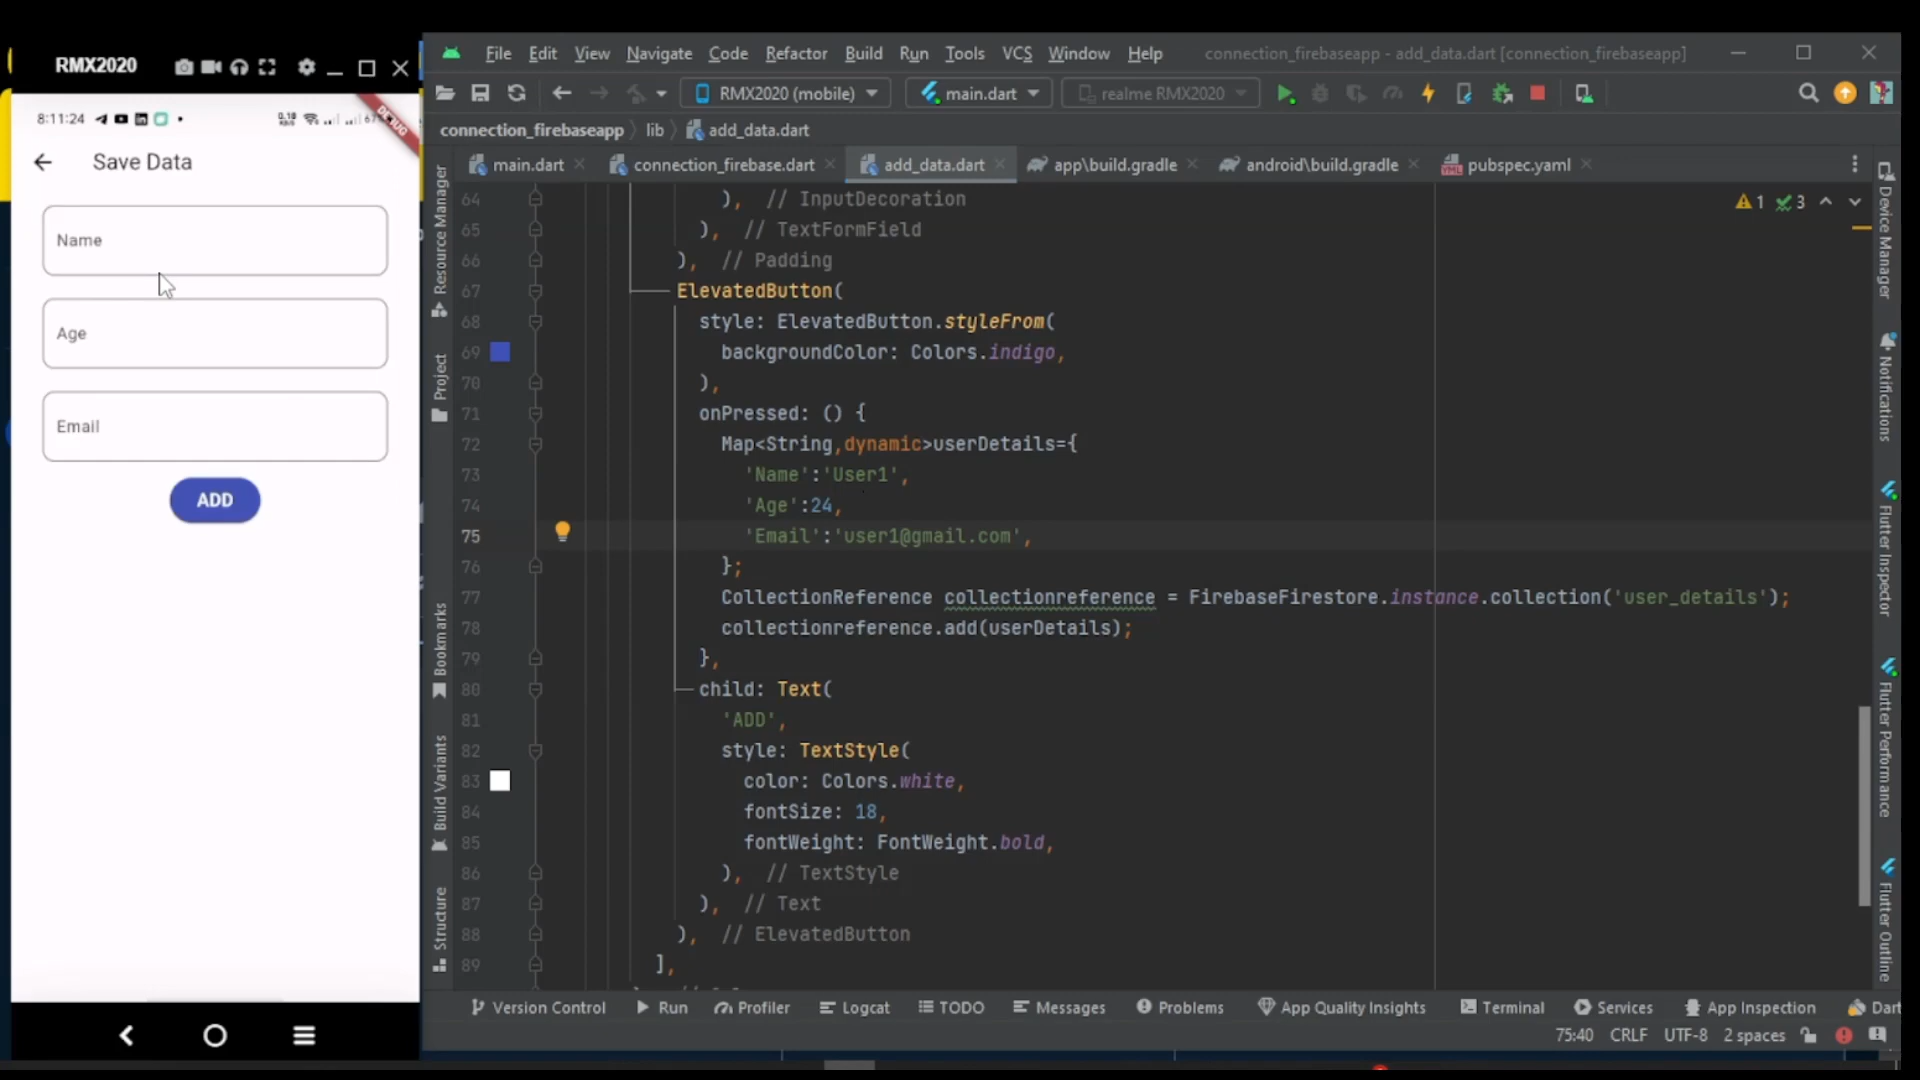 RMX2020
8:11:24
DEBUG
Save Data
Name
Age
Email
ADD
File Edit View Navigate Code Refactor Build Run Tools VCS Window Help connection_firebaseapp - add_data.dart [connection_firebaseapp]
RMX2020 (mobile) main.dart realme RMX2020
connection_firebaseapp lib add_data.dart
main.dart connection_firebase.dart add_data.dart app\build.gradle android\build.gradle pubspec.yaml
1 3
64 ), // InputDecoration
65 ), // TextFormField
66 ), // Padding
67 ElevatedButton(
68 style: ElevatedButton.styleFrom(
69 backgroundColor: Colors.indigo,
70 ),
71 onPressed: () {
72 Map<String,dynamic>userDetails={
73 'Name':'User1',
74 'Age':24,
75 'Email':'user1@gmail.com',
76 };
77 CollectionReference collectionreference = FirebaseFirestore.instance.collection('user_details');
78 collectionreference.add(userDetails);
79 },
80 child: Text(
81 'ADD',
82 style: TextStyle(
83 color: Colors.white,
84 fontSize: 18,
85 fontWeight: FontWeight.bold,
86 ), // TextStyle
87 ), // Text
88 ), // ElevatedButton
89 ],
Resource Manager
Project
Bookmarks
Build Variants
Structure
Device Manager
Notifications
Flutter Inspector
Flutter Performance
Flutter Outline
Version Control Run Profiler Logcat TODO Messages Problems App Quality Insights Terminal Services App Inspection Dart
75:40 CRLF UTF-8 2 spaces